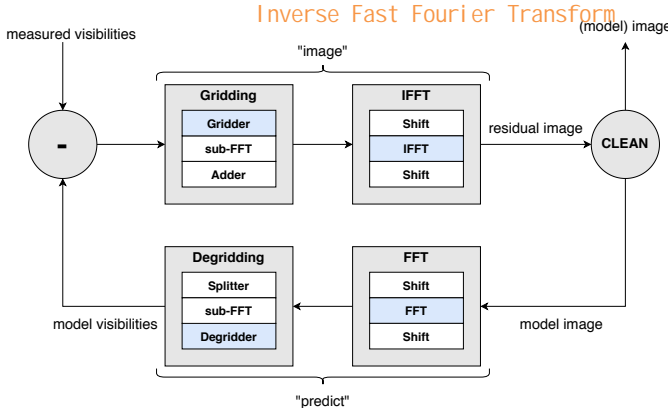 Inverse Fast Fourier Transform
(model) image
measured visibilities
"image"
Gridding
Gridder
sub-FFT
Adder
IFFT
Shift
IFFT
Shift
-
residual image
CLEAN
Degridding
Splitter
sub-FFT
Degridder
FFT
Shift
FFT
Shift
model visibilities
model image
"predict"